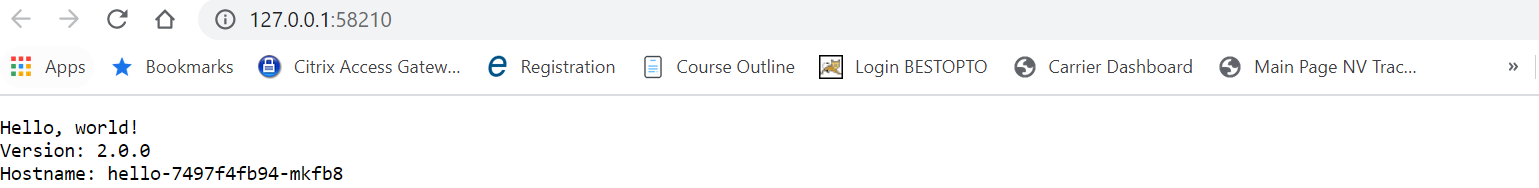 127.0.0.1:58210
Apps Bookmarks Citrix Access Gatew... Registration Course Outline Login BESTOPTO Carrier Dashboard Main Page NV Trac... »
Hello, world!
Version: 2.0.0
Hostname: hello-7497f4fb94-mkfb8